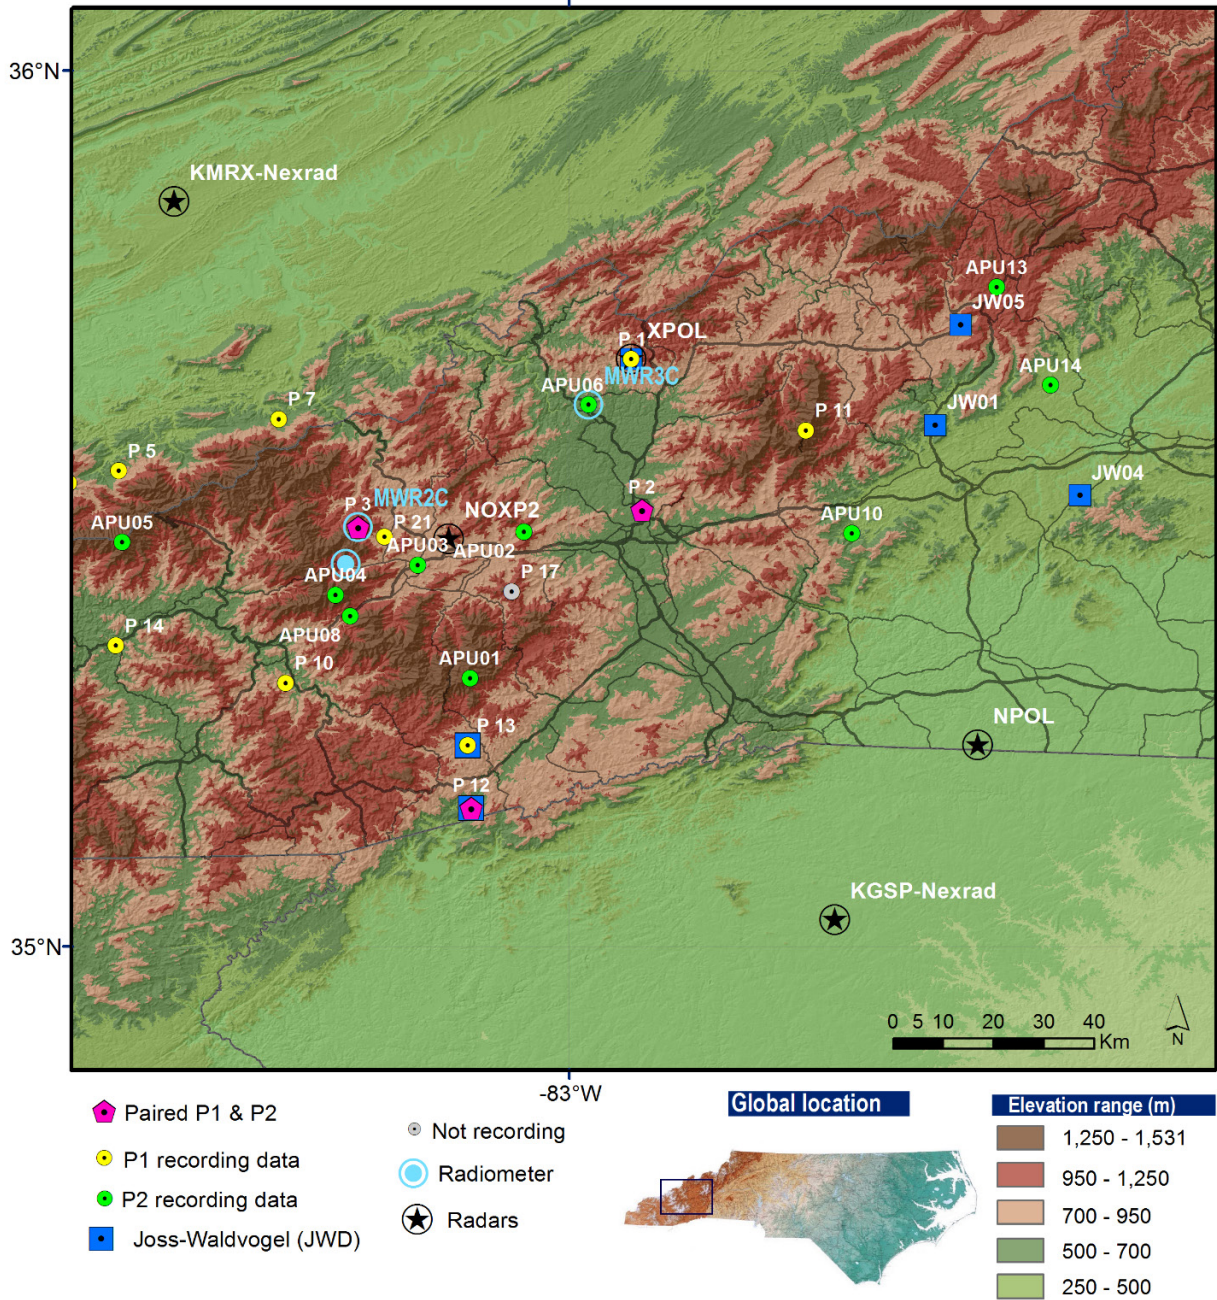 36°N
KMRX-Nexrad
APU13
JW05
P 1
XPOL
MWR3C
APU06
APU14
P 7
P 11
JW01
P 5
JW04
P 3
MWR2C
P 2
NOXP2
P 21
APU10
APU05
APU03
APU02
APU04
P 17
P 14
APU08
P 10
APU01
NPOL
P 13
P 12
KGSP-Nexrad
35°N
0 5 10 20 30 40
Km
N
-83°W
Paired P1 & P2
P1 recording data
P2 recording data
Joss-Waldvogel (JWD)
Not recording
Radiometer
Radars
Global location
Elevation range (m)
1,250 - 1,531
950 - 1,250
700 - 950
500 - 700
250 - 500